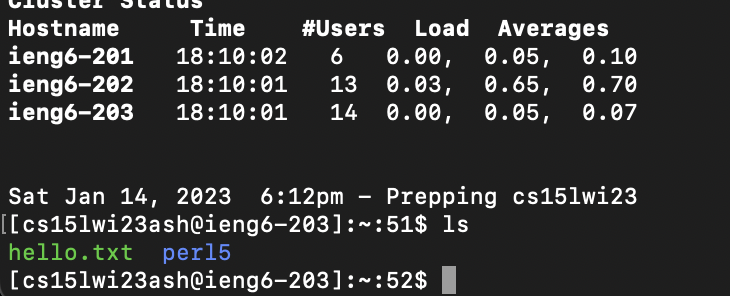 Cluster Status
Hostname     Time    #Users  Load  Averages
ieng6-201   18:10:02   6   0.00,  0.05,  0.10
ieng6-202   18:10:01   13  0.03,  0.65,  0.70
ieng6-203   18:10:01   14  0.00,  0.05,  0.07
Sat Jan 14, 2023  6:12pm - Prepping cs15lwi23
[[cs15lwi23ash@ieng6-203]:~:51$ ls
hello.txt  perl5
[cs15lwi23ash@ieng6-203]:~:52$